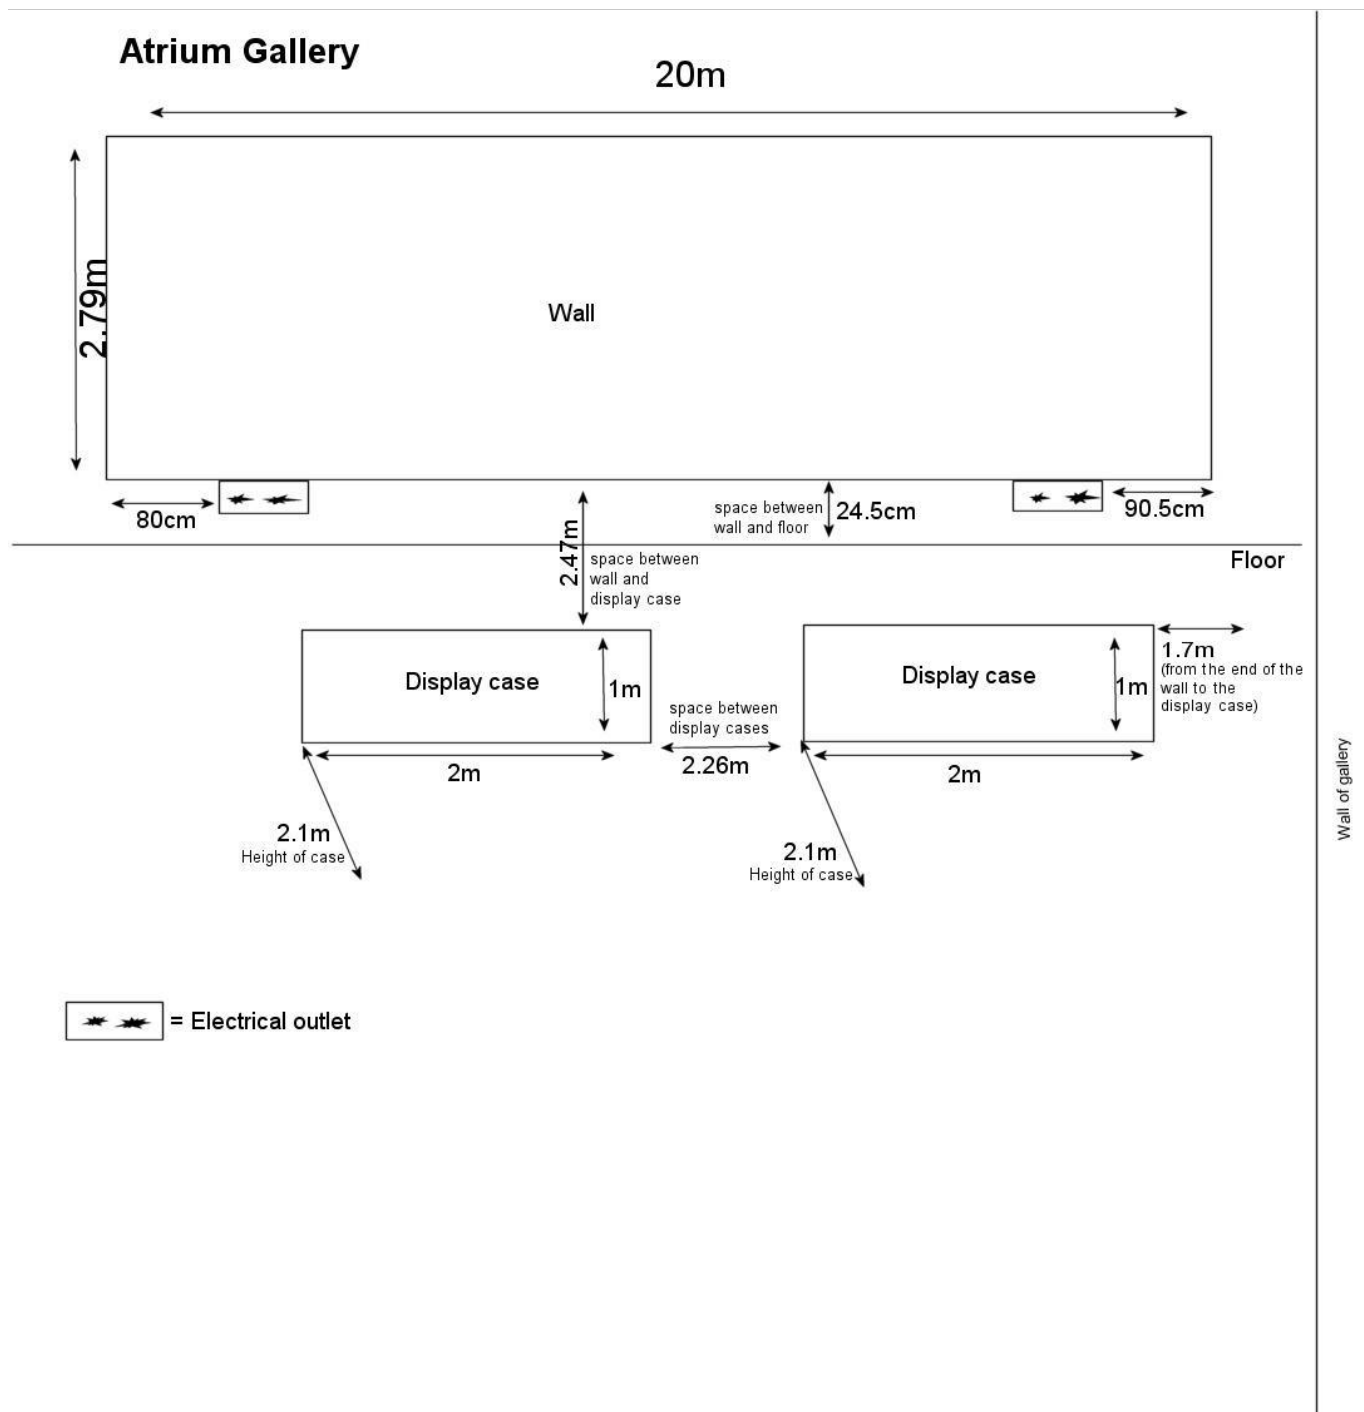 Atrium Gallery
20m
2.79m
Wall
80cm
space between
wall and floor
24.5cm
90.5cm
Floor
2.47m
space between
wall and
display case
Display case
1m
2m
space between
display cases
2.26m
Display case
1m
2m
1.7m
(from the end of the
wall to the
display case)
2.1m
Height of case
2.1m
Height of case
Wall of gallery
= Electrical outlet